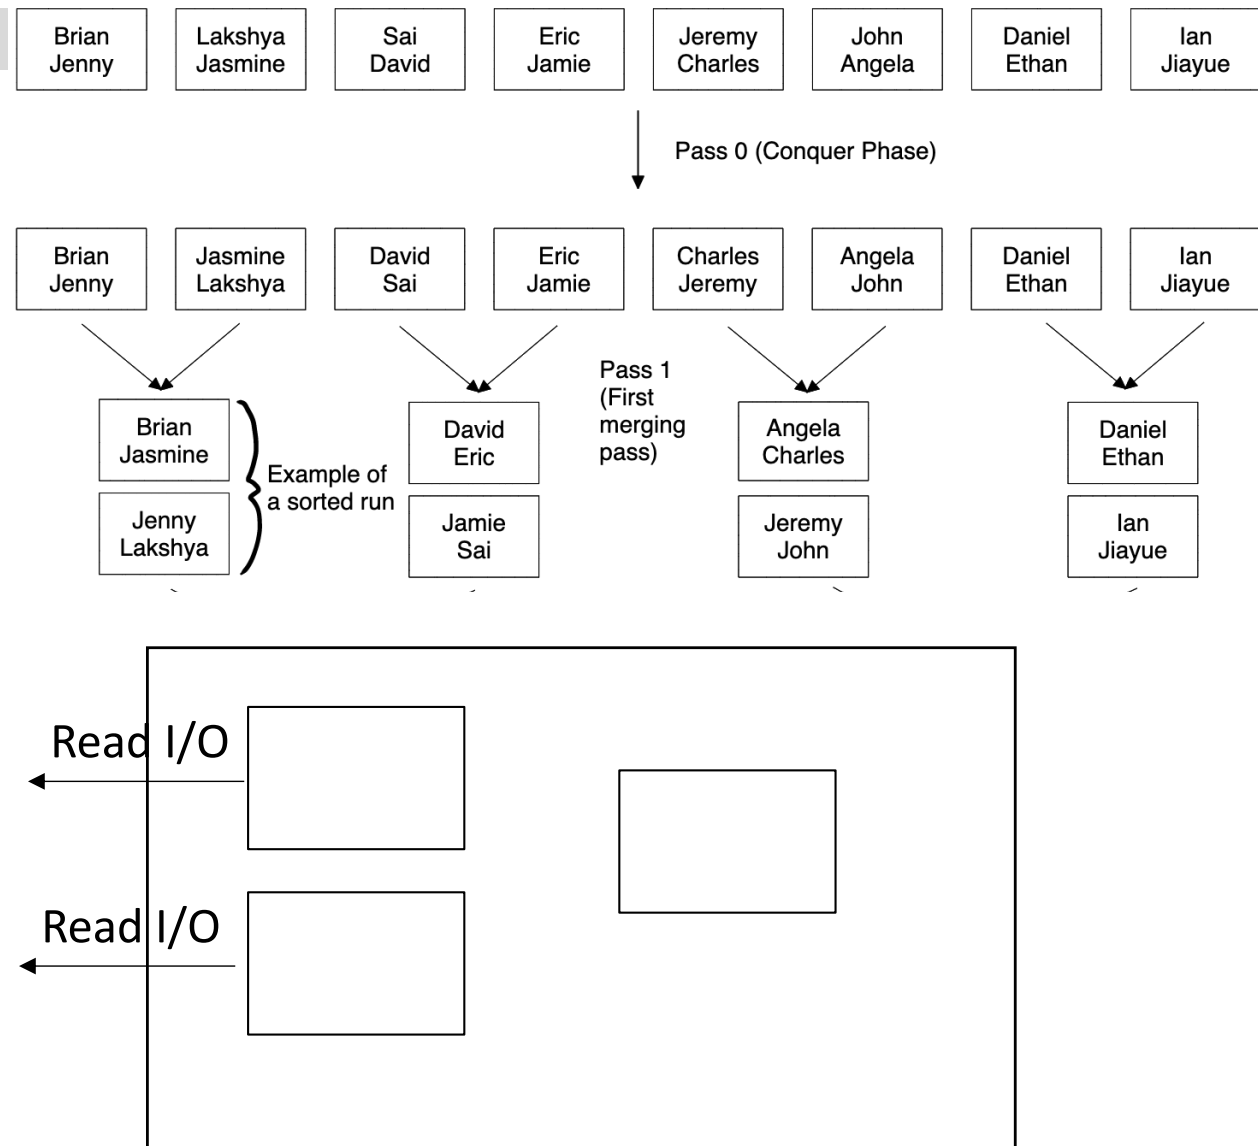 Brian
Jenny
Lakshya
Jasmine
Sai
David
Eric
Jamie
Jeremy
Charles
John
Angela
Daniel
Ethan
Ian
Jiayue
Pass 0 (Conquer Phase)
Brian
Jenny
Jasmine
Lakshya
David
Sai
Eric
Jamie
Charles
Jeremy
Angela
John
Daniel
Ethan
Ian
Jiayue
Pass 1
(First
merging
pass)
Brian
Jasmine
Jenny
Lakshya
Example of
a sorted run
David
Eric
Jamie
Sai
Angela
Charles
Jeremy
John
Daniel
Ethan
Ian
Jiayue
Read I/O
Read I/O